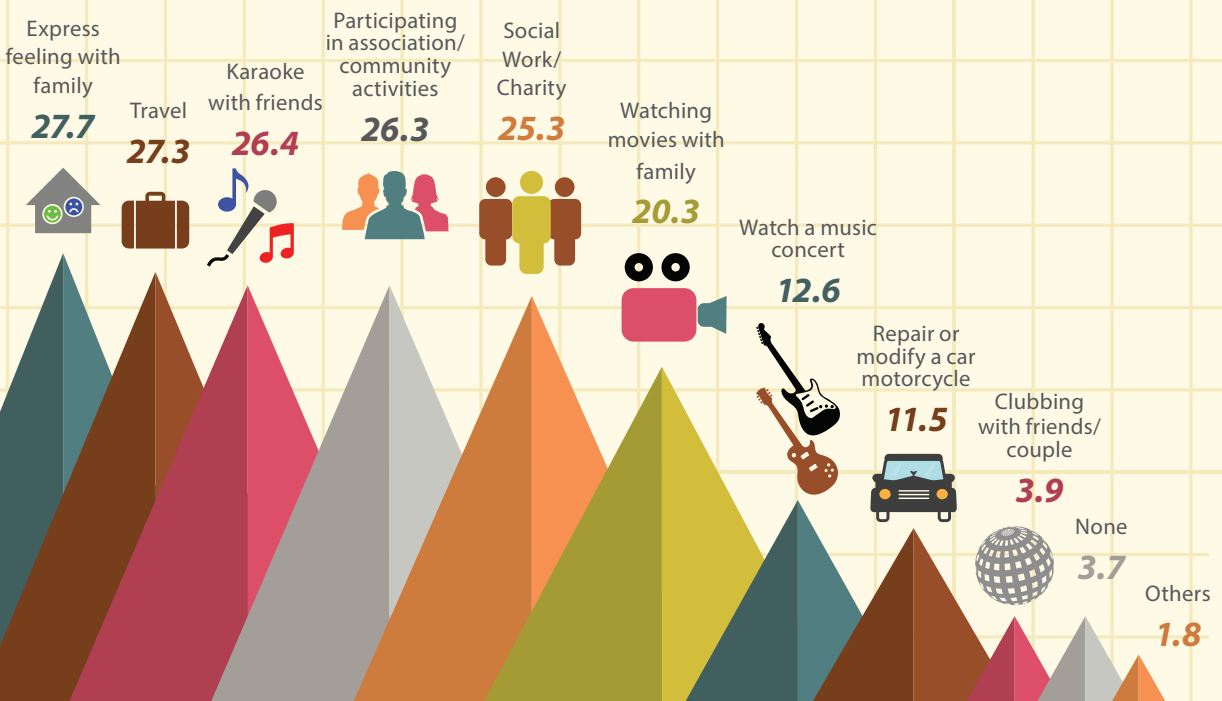 Express
feeling with
family
27.7
Travel
27.3
Karaoke
with friends
26.4
Participating
in association/
community
activities
26.3
Social
Work/
Charity
25.3
Watching
movies with
family
20.3
Watch a music
concert
12.6
Repair or
modify a car
motorcycle
11.5
Clubbing
with friends/
couple
3.9
None
3.7
Others
1.8